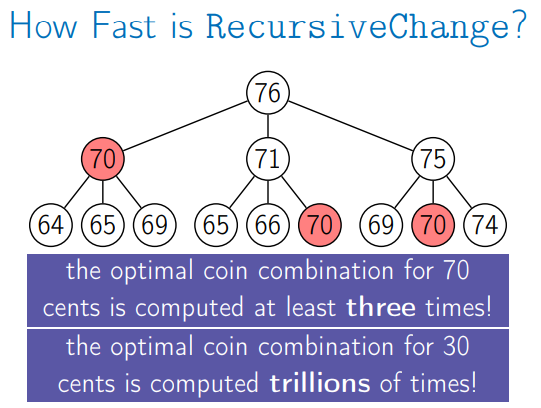 How Fast is RecursiveChange?
76
70 71 75
64 65 69 65 66 70 69 70 74
the optimal coin combination for 70
cents is computed at least three times!
the optimal coin combination for 30
cents is computed trillions of times!